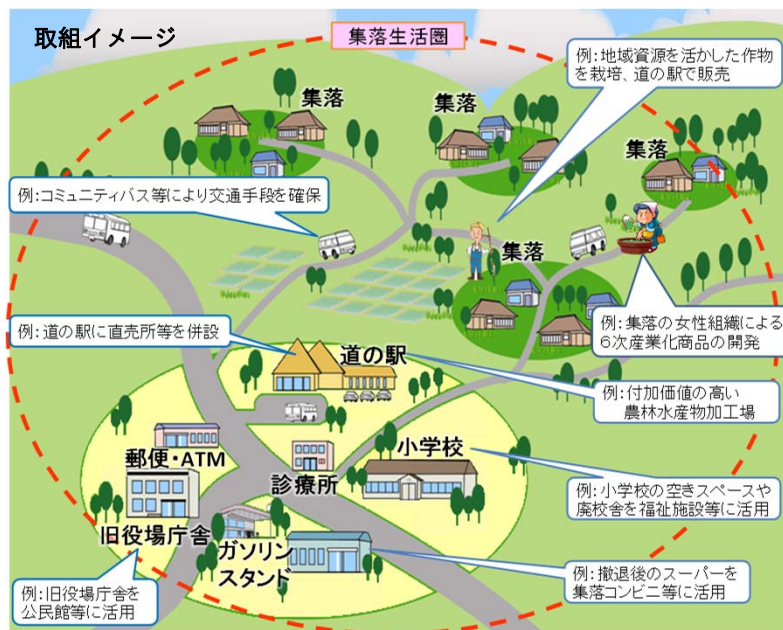 取組イメージ
集落生活圏
例:地域資源を活かした作物
を栽培、道の駅で販売
集落
集落
集落
例:コミュニティバス等により交通手段を確保
集落
例:道の駅に直売所等を併設
例:集落の女性組織による
6次産業化商品の開発
道の駅
例:付加価値の高い
農林水産物加工場
郵便・ATM
小学校
診療所
例:小学校の空きスペースや
廃校舎を福祉施設等に活用
旧役場庁舎
ガソリン
スタンド
例:旧役場庁舎を
公民館等に活用
例:撤退後のスーパーを
集落コンビニ等に活用